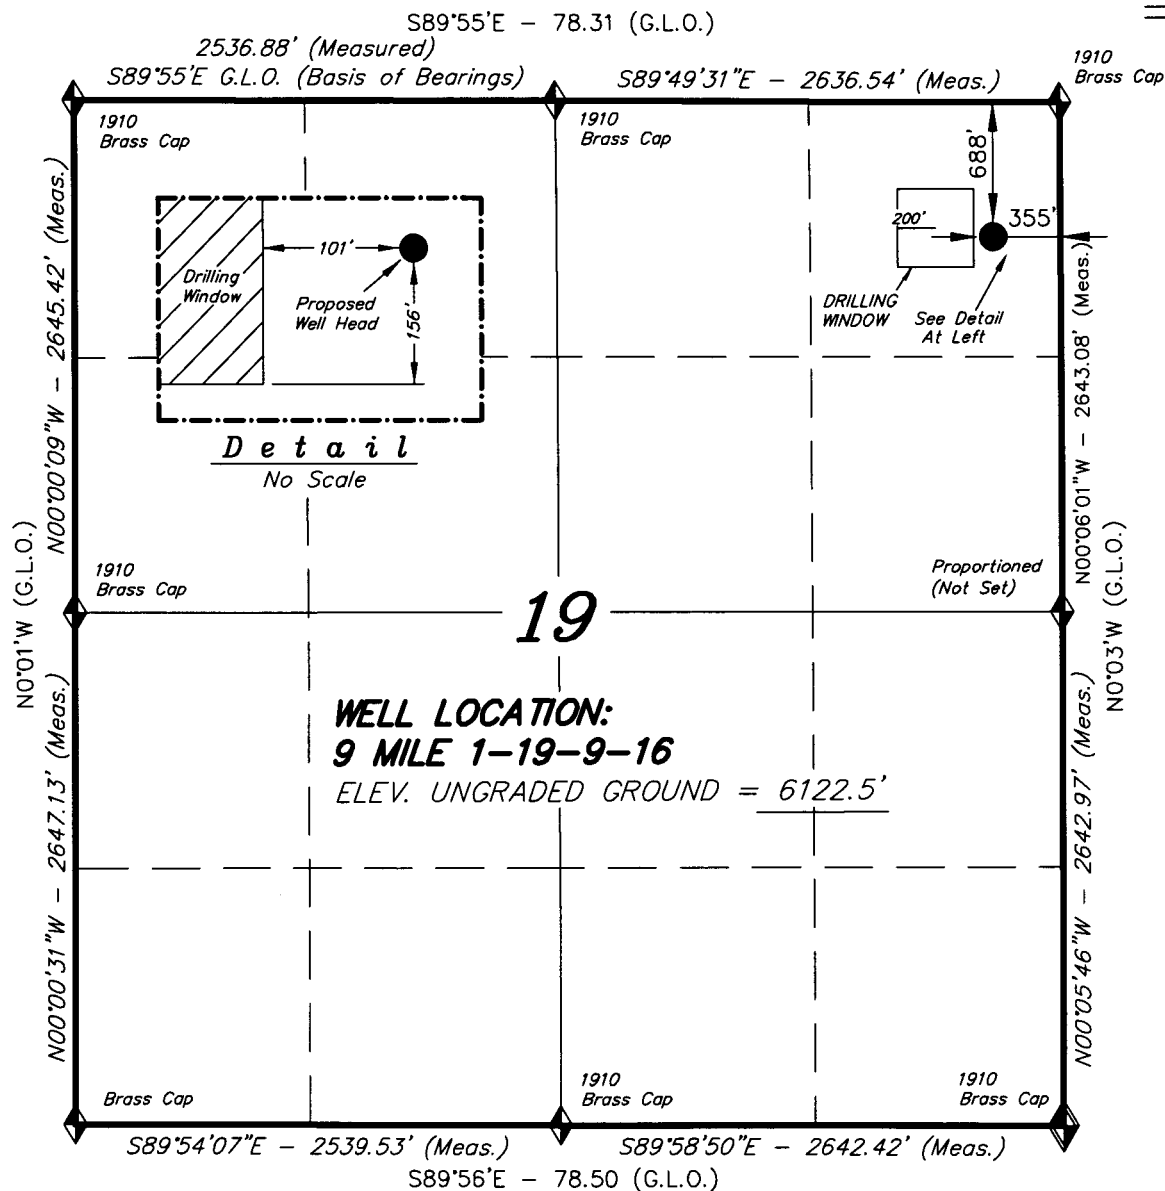 S89°55'E - 78.31 (G.L.O.)
2536.88' (Measured)
S89°55'E G.L.O. (Basis of Bearings)
S89°49'31"E - 2636.54' (Meas.)
1910
Brass Cap
1910
Brass Cap
1910
Brass Cap
N00°00'09"W - 2645.42' (Meas.)
688'
355'
200'
DRILLING
WINDOW
See Detail
At Left
101'
Drilling
Window
Proposed
Well Head
156'
Detail
No Scale
N00°06'01"W - 2643.08' (Meas.)
N0°01'W (G.L.O.)
1910
Brass Cap
Proportioned
(Not Set)
N0°03'W (G.L.O.)
19
WELL LOCATION:
9 MILE 1-19-9-16
ELEV. UNGRADED GROUND = 6122.5'
N00°00'31"W - 2647.13' (Meas.)
N00°05'46"W - 2642.97' (Meas.)
Brass Cap
1910
Brass Cap
1910
Brass Cap
S89°54'07"E - 2539.53' (Meas.)
S89°58'50"E - 2642.42' (Meas.)
S89°56'E - 78.50 (G.L.O.)